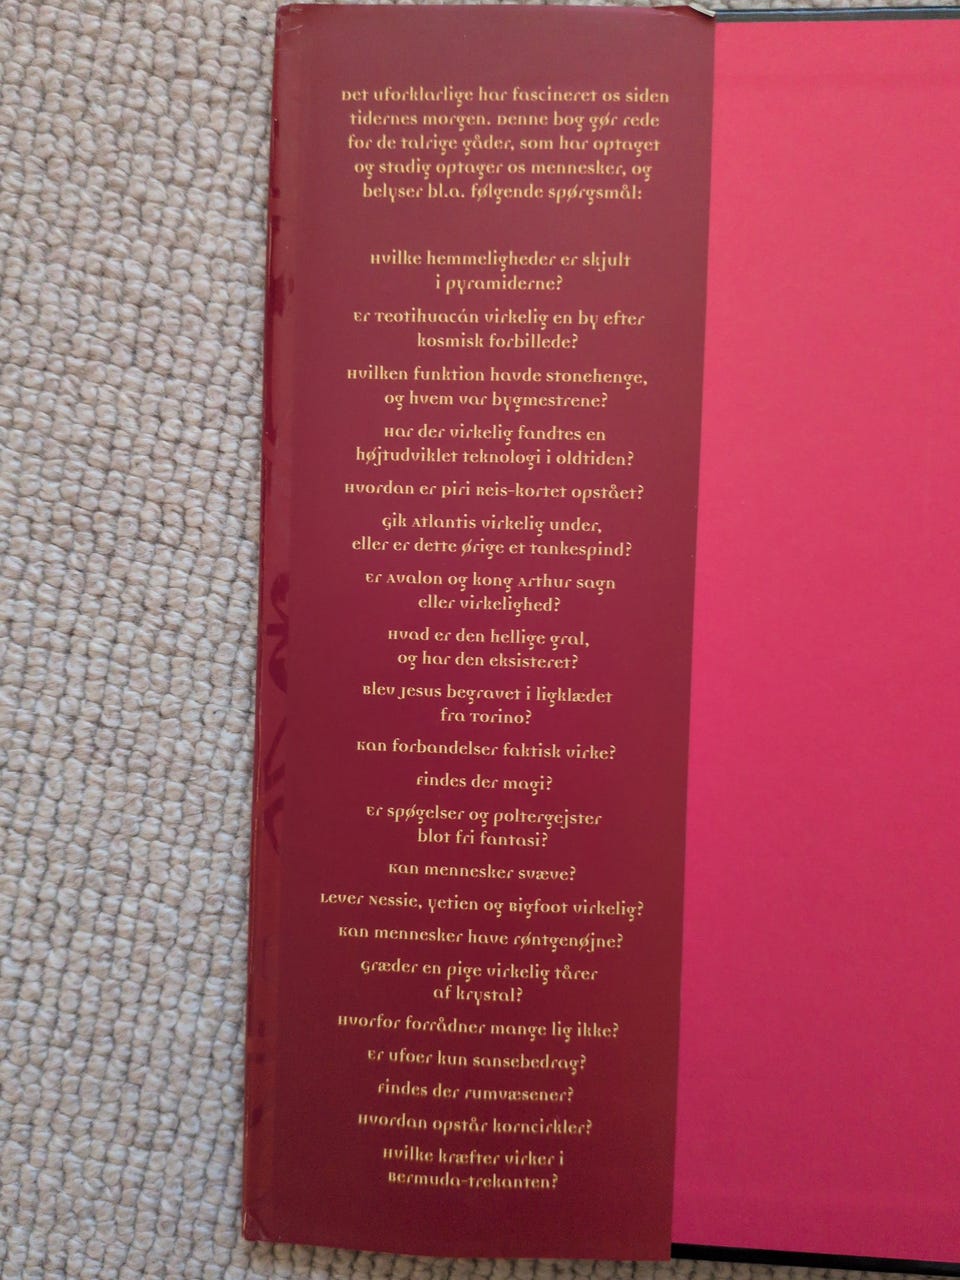 Det uforklarlige har fascineret os siden
tidernes morgen. Denne bog gør rede
for de talrige gåder, som har optaget
og stadig optager os mennesker, og
belyser bl.a. følgende spørgsmål:
Hvilke hemmeligheder er skjult
i pyramiderne?
Er Teotihuacán virkelig en by efter
kosmisk forbillede?
Hvilken funktion havde Stonehenge,
og hvem var bygmestrene?
Har der virkelig fandtes en
højtudviklet teknologi i oldtiden?
Hvordan er Piri Reis-kortet opstået?
Gik Atlantis virkelig under,
eller er dette ørige et tankespind?
Er Avalon og kong Arthur sagn
eller virkelighed?
Hvad er den hellige gral,
og har den eksisteret?
Blev Jesus begravet i ligklædet
fra Torino?
Kan forbandelser faktisk virke?
Findes der magi?
Er spøgelser og poltergejster
blot fri fantasi?
Kan mennesker svæve?
Lever Nessie, Yetien og Bigfoot virkelig?
Kan mennesker have røntgenøjne?
Græder en pige virkelig tårer
af krystal?
Hvorfor forrådner mange lig ikke?
Er ufoer kun sansebedrag?
Findes der rumvæsener?
Hvordan opstår korncirkler?
Hvilke kræfter virker i
Bermuda-trekanten?